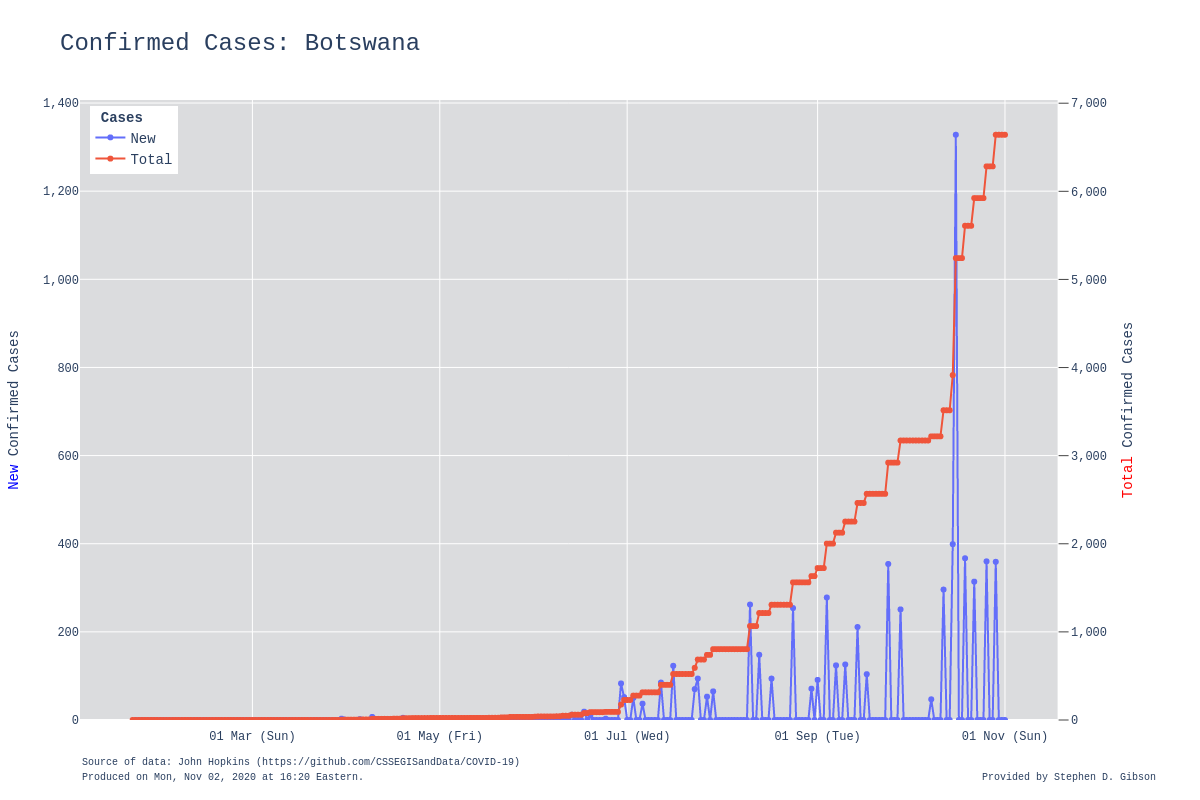 Confirmed Cases: Botswana
Cases
New
Total
1,400
1,200
1,000
800
600
400
200
0
7,000
6,000
5,000
4,000
3,000
2,000
1,000
0
New Confirmed Cases
Total Confirmed Cases
01 Mar (Sun)
01 May (Fri)
01 Jul (Wed)
01 Sep (Tue)
01 Nov (Sun)
Source of data: John Hopkins (https://github.com/CSSEGISandData/COVID-19)
Produced on Mon, Nov 02, 2020 at 16:20 Eastern.
Provided by Stephen D. Gibson